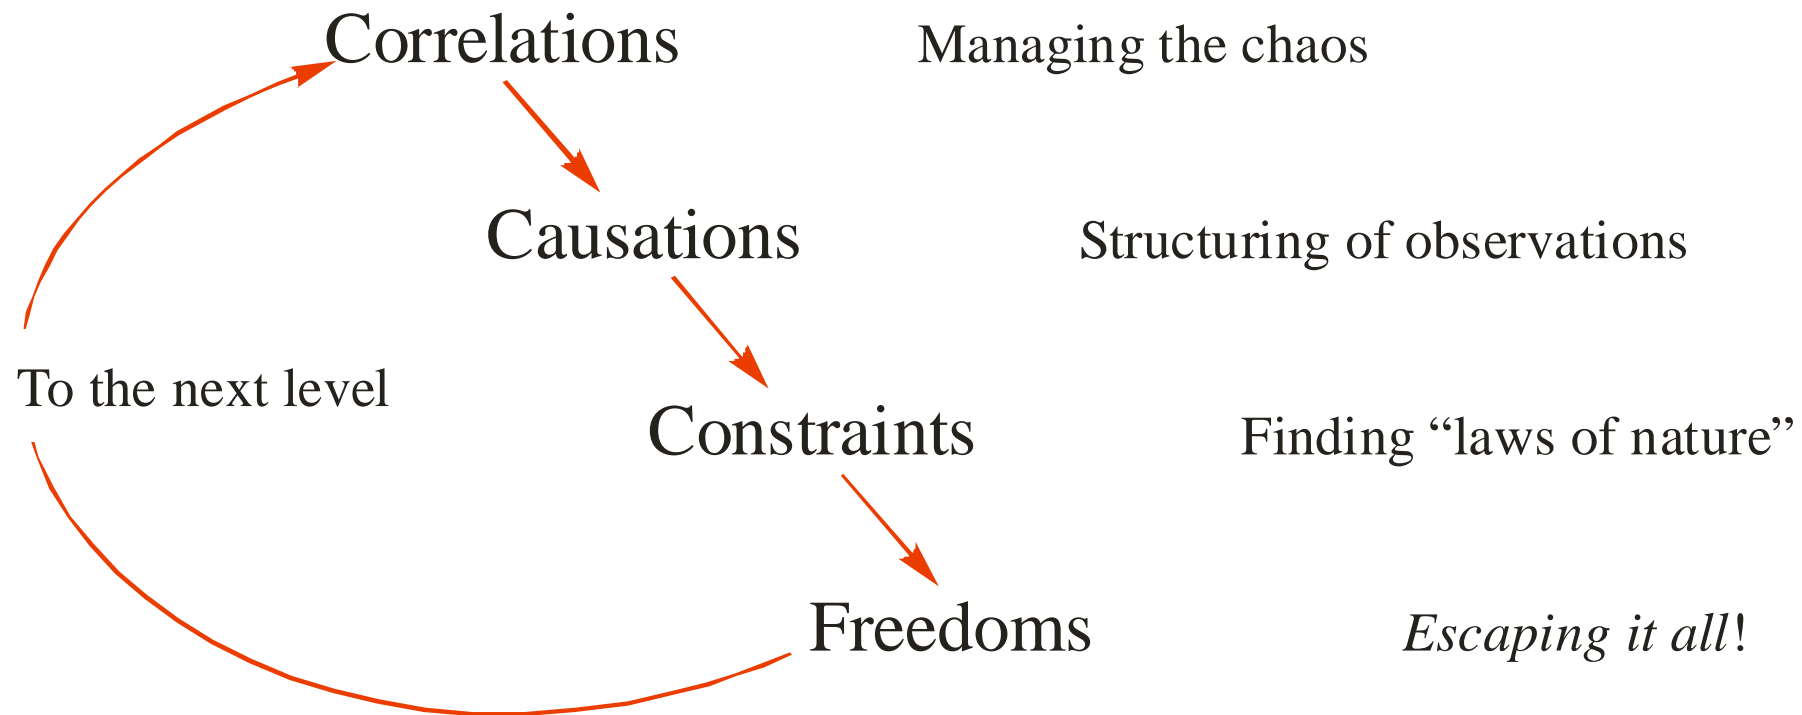 Correlations Managing the chaos
Causations Structuring of observations
To the next level
Constraints Finding “laws of nature”
Freedoms Escaping it all!